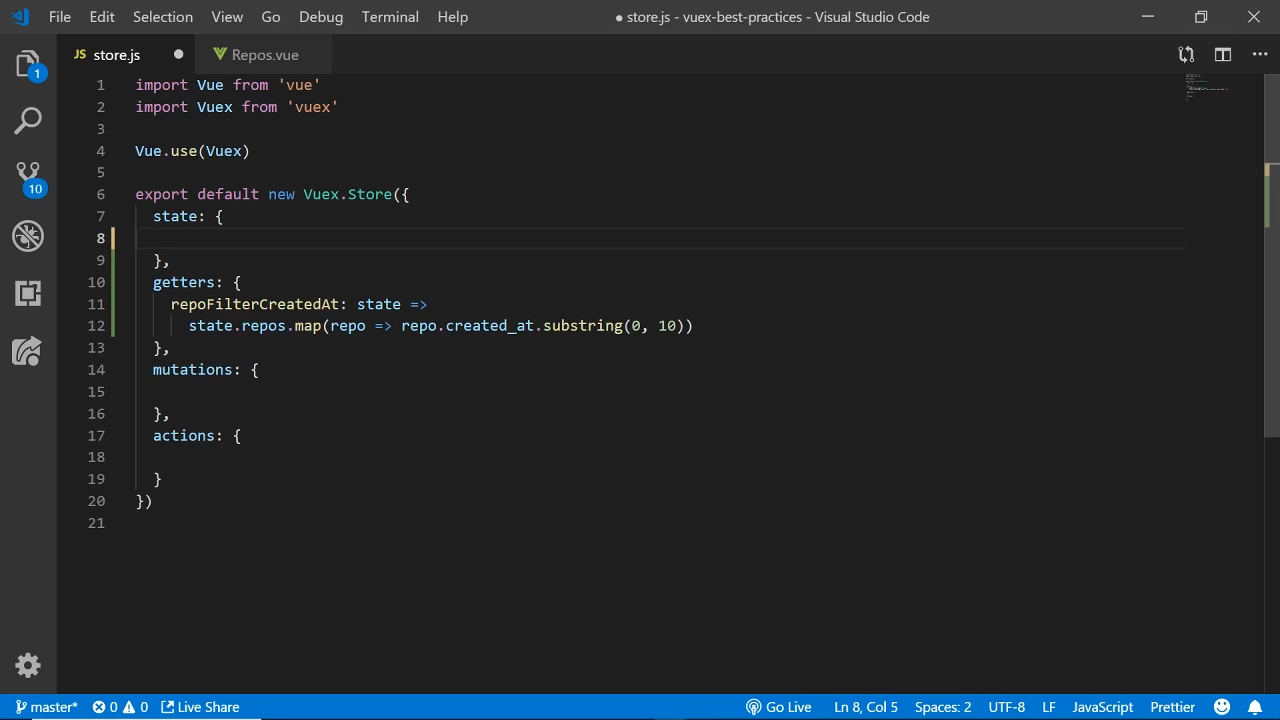 File Edit Selection View Go Debug Terminal Help ● store.js - vuex-best-practices - Visual Studio Code
JS store.js ● Repos.vue
1 import Vue from 'vue'
2 import Vuex from 'vuex'
3
4 Vue.use(Vuex)
5
6 export default new Vuex.Store({
7 state: {
8
9 },
10 getters: {
11 repoFilterCreatedAt: state =>
12 state.repos.map(repo => repo.created_at.substring(0, 10))
13 },
14 mutations: {
15
16 },
17 actions: {
18
19 }
20 })
21
1
10
master* 0 0 Live Share Go Live Ln 8, Col 5 Spaces: 2 UTF-8 LF JavaScript Prettier